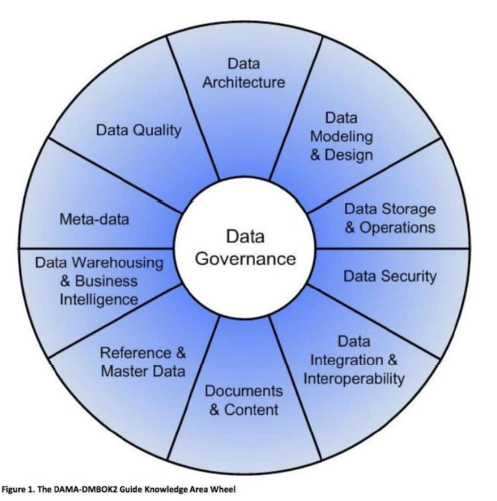 Data
Architecture
Data
Modeling
& Design
Data Storage
& Operations
Data Security
Data
Integration &
Interoperability
Documents
& Content
Reference &
Master Data
Data Warehousing
& Business
Intelligence
Meta-data
Data Quality
Data
Governance
Figure 1. The DAMA-DMBOK2 Guide Knowledge Area Wheel